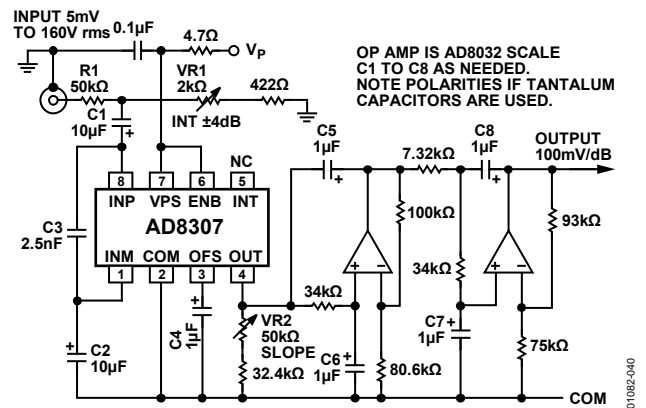 INPUT 5mV
TO 160V rms
0.1µF
4.7Ω
VP
OP AMP IS AD8032 SCALE
C1 TO C8 AS NEEDED.
NOTE POLARITIES IF TANTALUM
CAPACITORS ARE USED.
R1
50kΩ
VR1
2kΩ
422Ω
INT ±4dB
C1
10µF
+
C5
1µF
+
7.32kΩ
C8
1µF
+
OUTPUT
100mV/dB
NC
8 7 6 5
INP VPS ENB INT
AD8307
INM COM OFS OUT
1 2 3 4
C3
2.5nF
100kΩ
93kΩ
+ −
+ −
34kΩ
34kΩ
VR2
50kΩ
SLOPE
32.4kΩ
+
C2
10µF
+
C4
1µF
C6
1µF
+
80.6kΩ
C7
1µF
+
75kΩ
COM
01082-040